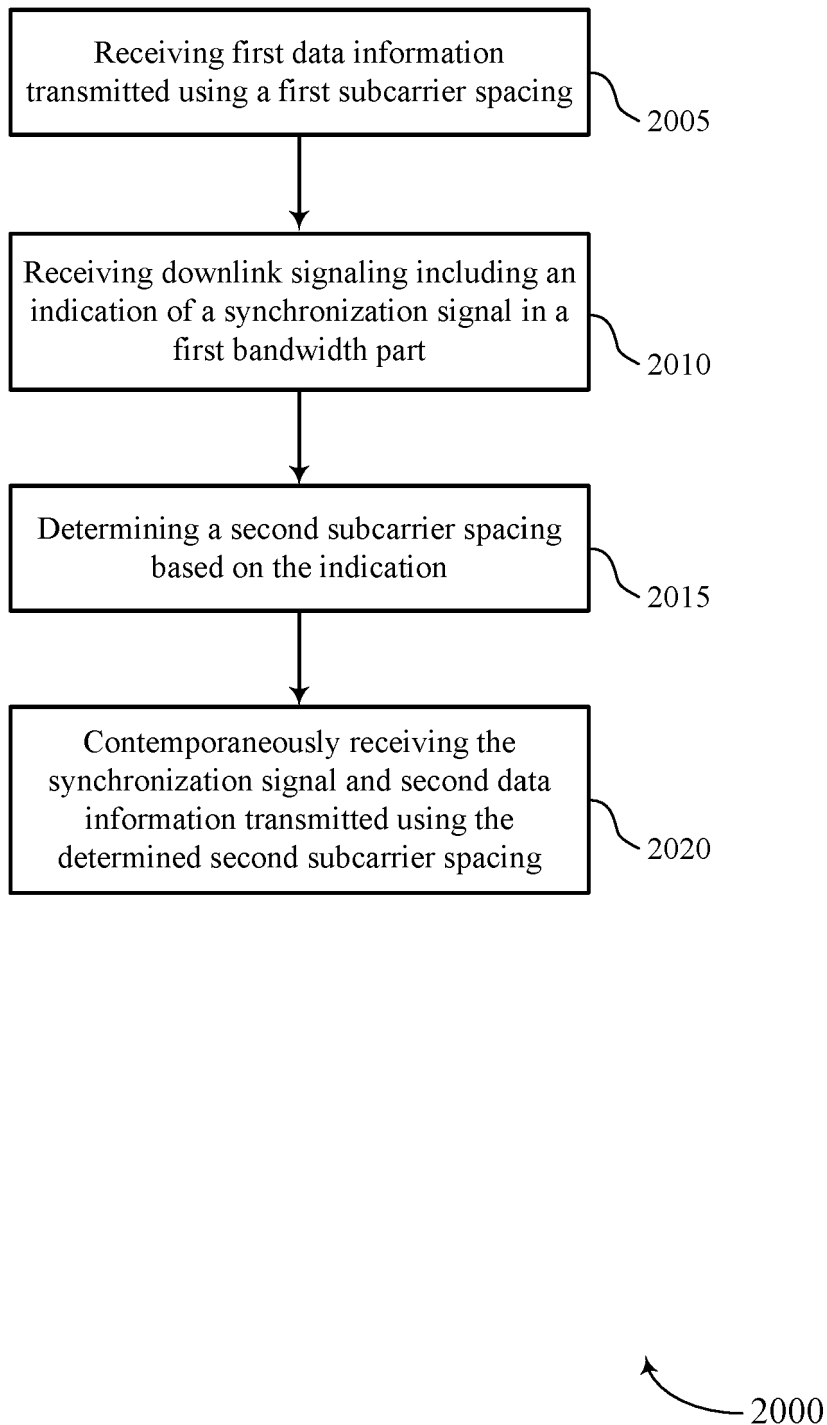 Receiving first data information
transmitted using a first subcarrier spacing
2005
Receiving downlink signaling including an
indication of a synchronization signal in a
first bandwidth part
2010
Determining a second subcarrier spacing
based on the indication
2015
Contemporaneously receiving the
synchronization signal and second data
information transmitted using the
determined second subcarrier spacing
2020
2000